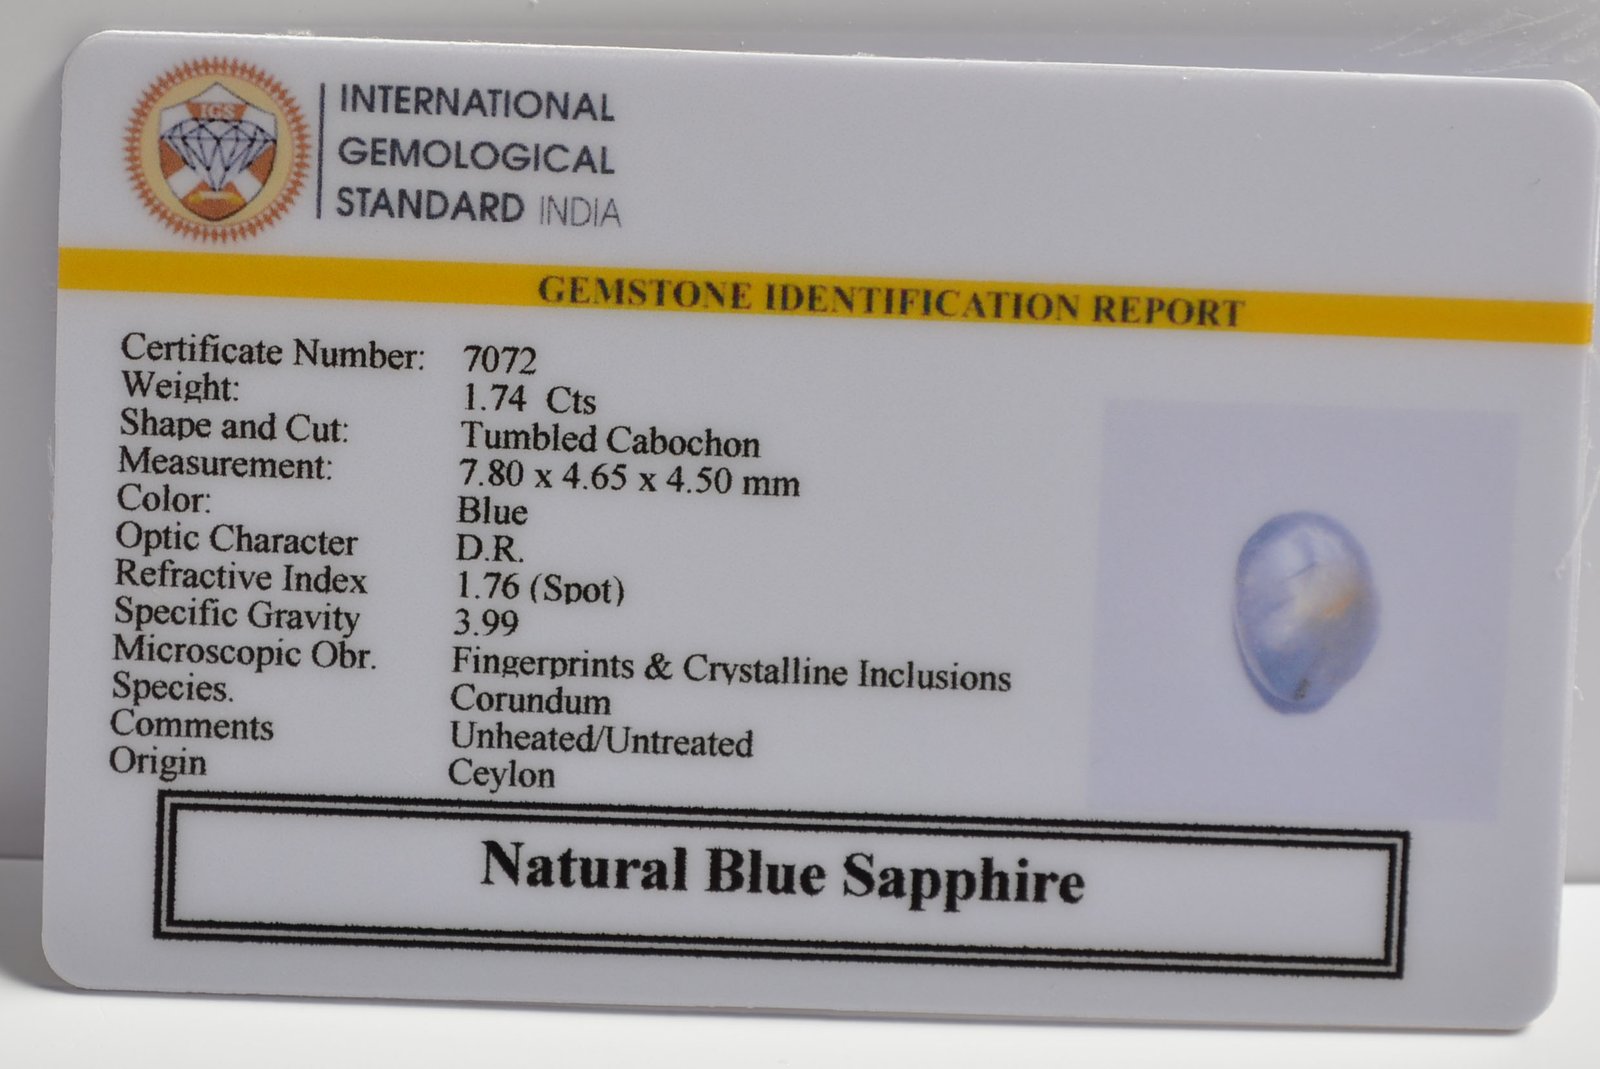 IGS
INTERNATIONAL
GEMOLOGICAL
STANDARD INDIA
GEMSTONE IDENTIFICATION REPORT
Certificate Number: 7072
Weight: 1.74 Cts
Shape and Cut: Tumbled Cabochon
Measurement: 7.80 x 4.65 x 4.50 mm
Color: Blue
Optic Character D.R.
Refractive Index 1.76 (Spot)
Specific Gravity 3.99
Microscopic Obr. Fingerprints & Crystalline Inclusions
Species. Corundum
Comments Unheated/Untreated
Origin Ceylon
Natural Blue Sapphire